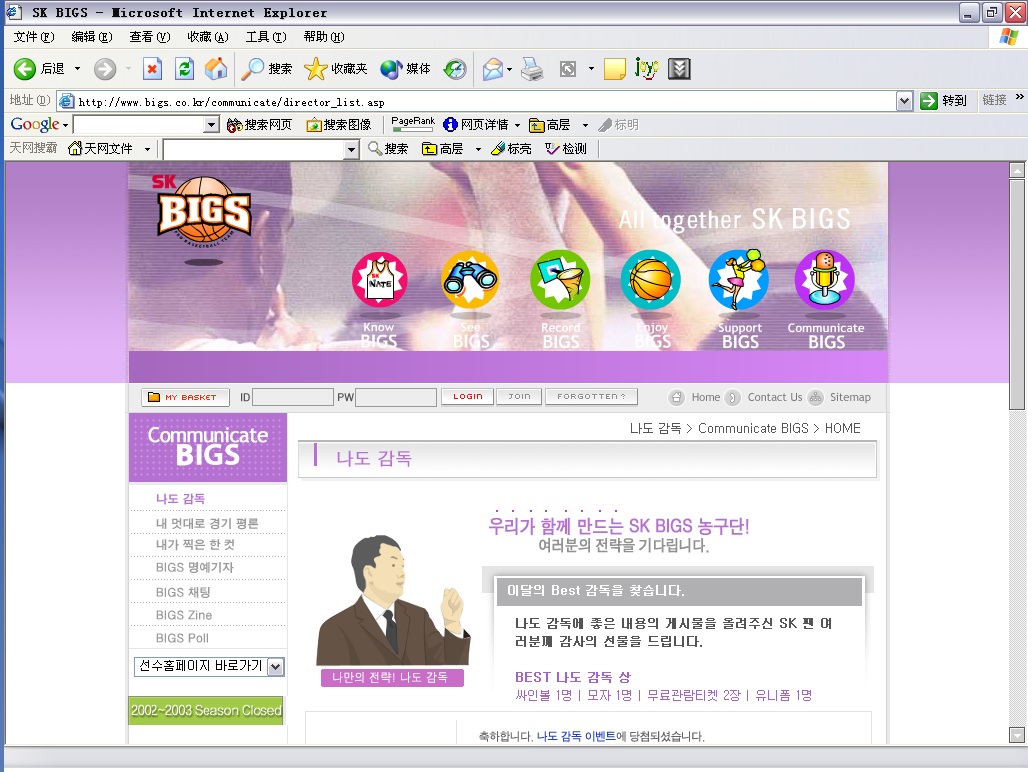 SK BIGS - Microsoft Internet Explorer
文件(F) 编辑(E) 查看(V) 收藏(A) 工具(T) 帮助(H)
后退 搜索 收藏夹 媒体 joyo
地址(D) http://www.bigs.co.kr/communicate/director_list.asp 转到 链接 »
Google 搜索网页 搜索图像 PageRank 网页详情 高层 标明
天网搜霸 天网文件 搜索 高层 标亮 检测
SK
BIGS
PRO BASKETBALL TEAM
All together SK BIGS
SK
NATE
Know BIGS
See BIGS
Record BIGS
Enjoy BIGS
Support BIGS
Communicate BIGS
MY BASKET ID PW LOGIN JOIN FORGOTTEN ? Home Contact Us Sitemap
Communicate
BIGS
나도 감독 > Communicate BIGS > HOME
나도 감독
나도 감독
내 멋대로 경기 평론
내가 찍은 한 컷
BIGS 명예기자
BIGS 채팅
BIGS Zine
BIGS Poll
선수홈페이지 바로가기
2002~2003 Season Closed
우리가 함께 만드는 SK BIGS 농구단!
여러분의 전략을 기다립니다.
이달의 Best 감독을 찾습니다.
나도 감독에 좋은 내용의 게시물을 올려주신 SK 팬 여
러분께 감사의 선물을 드립니다.
BEST 나도 감독 상
싸인볼 1명 | 모자 1명 | 무료관람티켓 2장 | 유니폼 1명
나만의 전략! 나도 감독
축하합니다. 나도 감독 이벤트에 당첨되셨습니다.